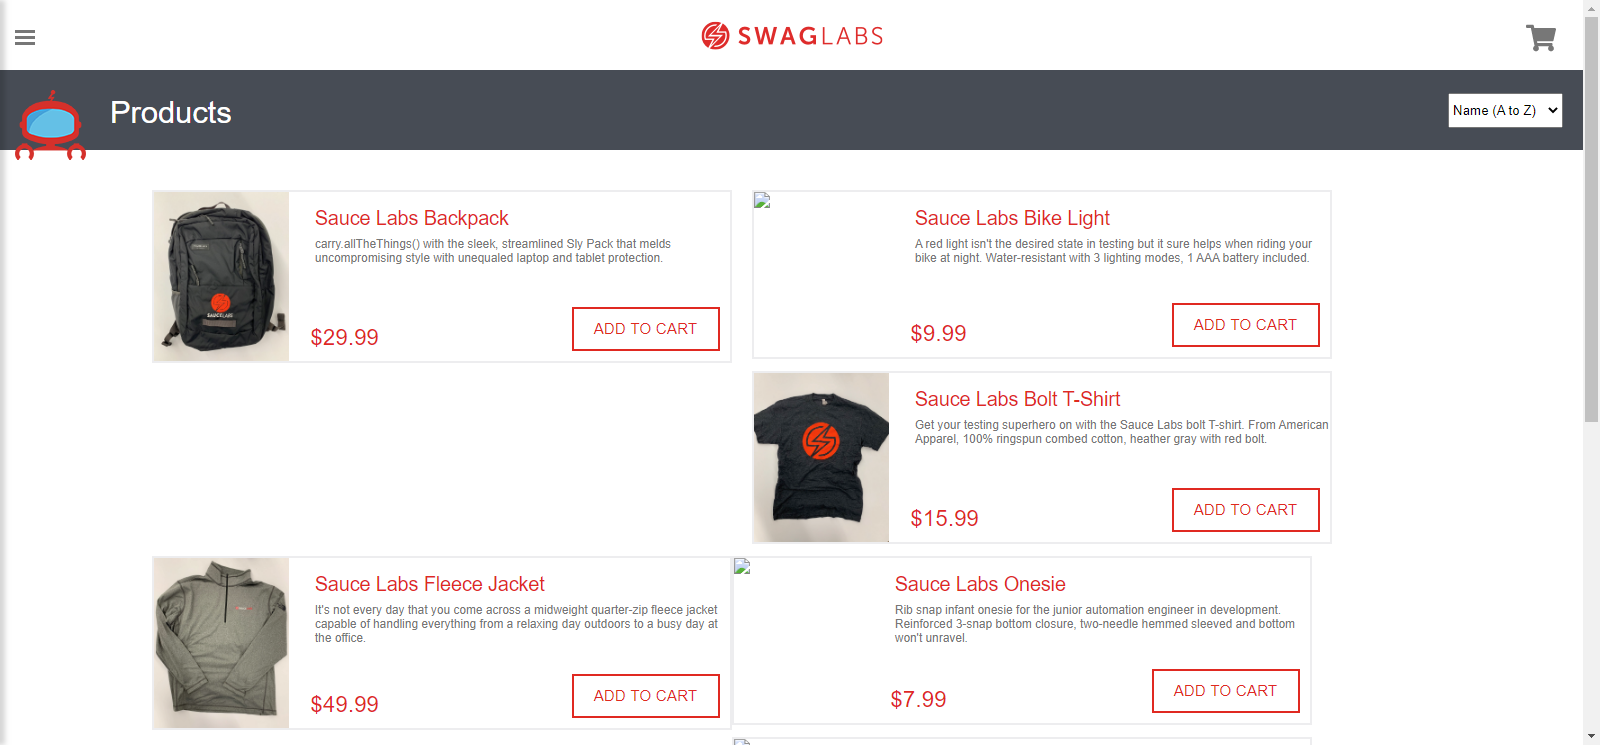 SWAGLABS
Products
Name (A to Z)
Sauce Labs Backpack
carry.allTheThings() with the sleek, streamlined Sly Pack that melds
uncompromising style with unequaled laptop and tablet protection.
$29.99
ADD TO CART
Sauce Labs Bike Light
A red light isn't the desired state in testing but it sure helps when riding your
bike at night. Water-resistant with 3 lighting modes, 1 AAA battery included.
$9.99
ADD TO CART
Sauce Labs Bolt T-Shirt
Get your testing superhero on with the Sauce Labs bolt T-shirt. From American
Apparel, 100% ringspun combed cotton, heather gray with red bolt.
$15.99
ADD TO CART
Sauce Labs Fleece Jacket
It's not every day that you come across a midweight quarter-zip fleece jacket
capable of handling everything from a relaxing day outdoors to a busy day at
the office.
$49.99
ADD TO CART
Sauce Labs Onesie
Rib snap infant onesie for the junior automation engineer in development.
Reinforced 3-snap bottom closure, two-needle hemmed sleeved and bottom
won't unravel.
$7.99
ADD TO CART
SAUCELABS